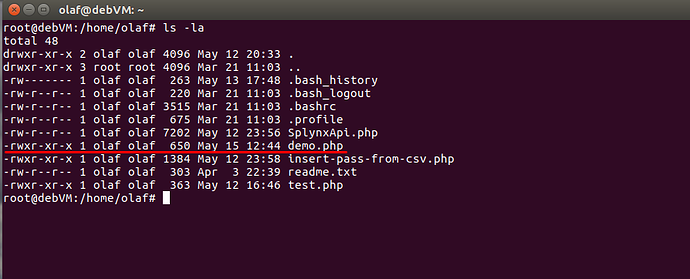 olaf@debVM: ~
root@debVM:/home/olaf# ls -la
total 48
drwxr-xr-x 2 olaf olaf 4096 May 12 20:33 .
drwxr-xr-x 3 root root 4096 Mar 21 11:03 ..
-rw------- 1 olaf olaf  263 May 13 17:48 .bash_history
-rw-r--r-- 1 olaf olaf  220 Mar 21 11:03 .bash_logout
-rw-r--r-- 1 olaf olaf 3515 Mar 21 11:03 .bashrc
-rw-r--r-- 1 olaf olaf  675 Mar 21 11:03 .profile
-rw-r--r-- 1 olaf olaf 7202 May 12 23:56 SplynxApi.php
-rwxr-xr-x 1 olaf olaf  650 May 15 12:44 demo.php
-rwxr-xr-x 1 olaf olaf 1384 May 12 23:58 insert-pass-from-csv.php
-rw-r--r-- 1 olaf olaf  303 Apr  3 22:39 readme.txt
-rwxr-xr-x 1 olaf olaf  363 May 12 16:46 test.php
root@debVM:/home/olaf#